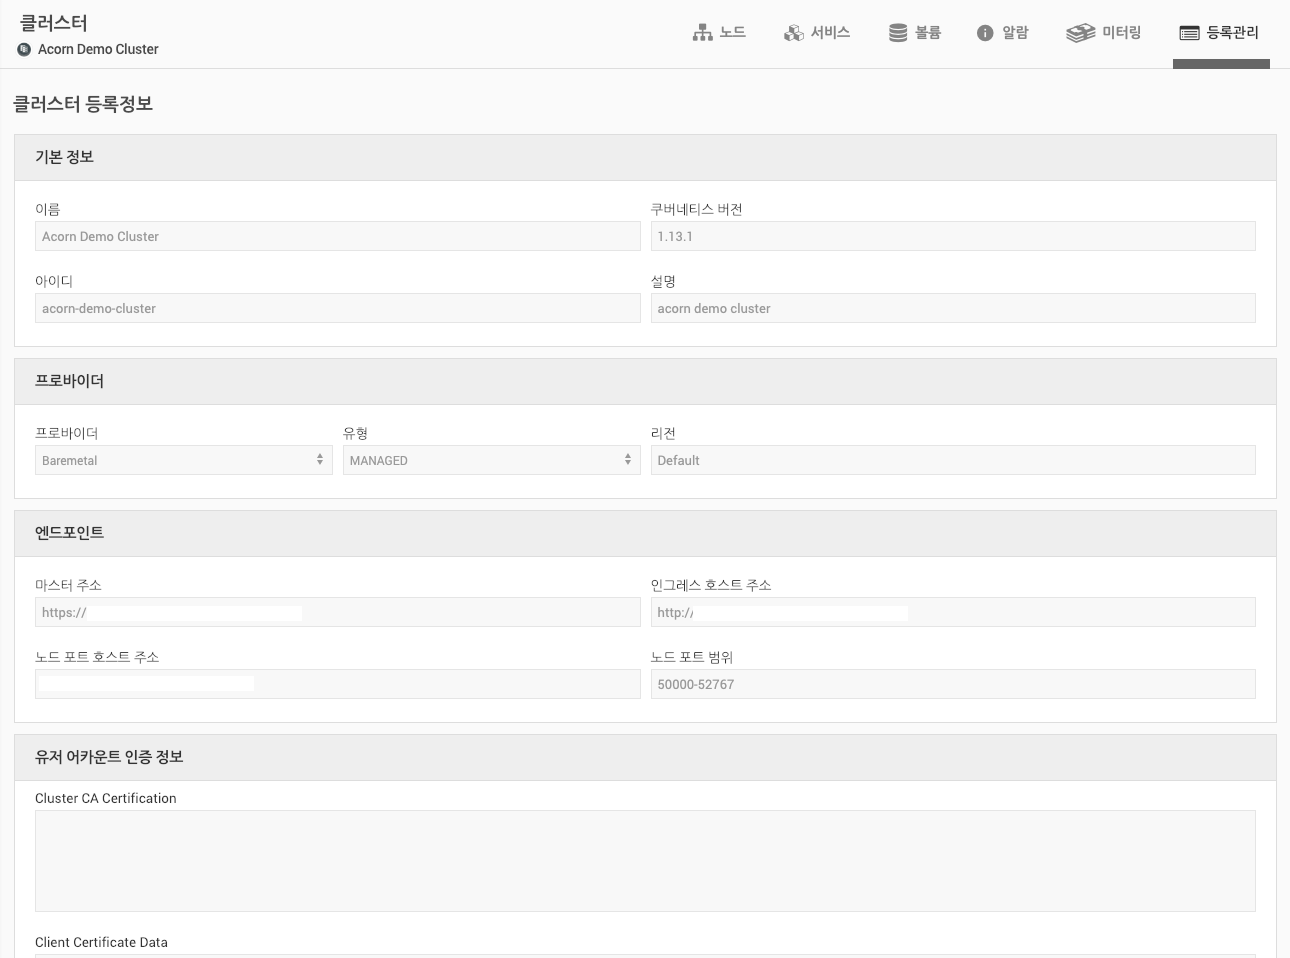 클러스터
Acorn Demo Cluster
노드 서비스 볼륨 알람 미터링 등록관리
클러스터 등록정보
기본 정보
이름 쿠버네티스 버전
Acorn Demo Cluster 1.13.1
아이디 설명
acorn-demo-cluster acorn demo cluster
프로바이더
프로바이더 유형 리전
Baremetal MANAGED Default
엔드포인트
마스터 주소 인그레스 호스트 주소
https:// http://
노드 포트 호스트 주소 노드 포트 범위
50000-52767
유저 어카운트 인증 정보
Cluster CA Certification
Client Certificate Data